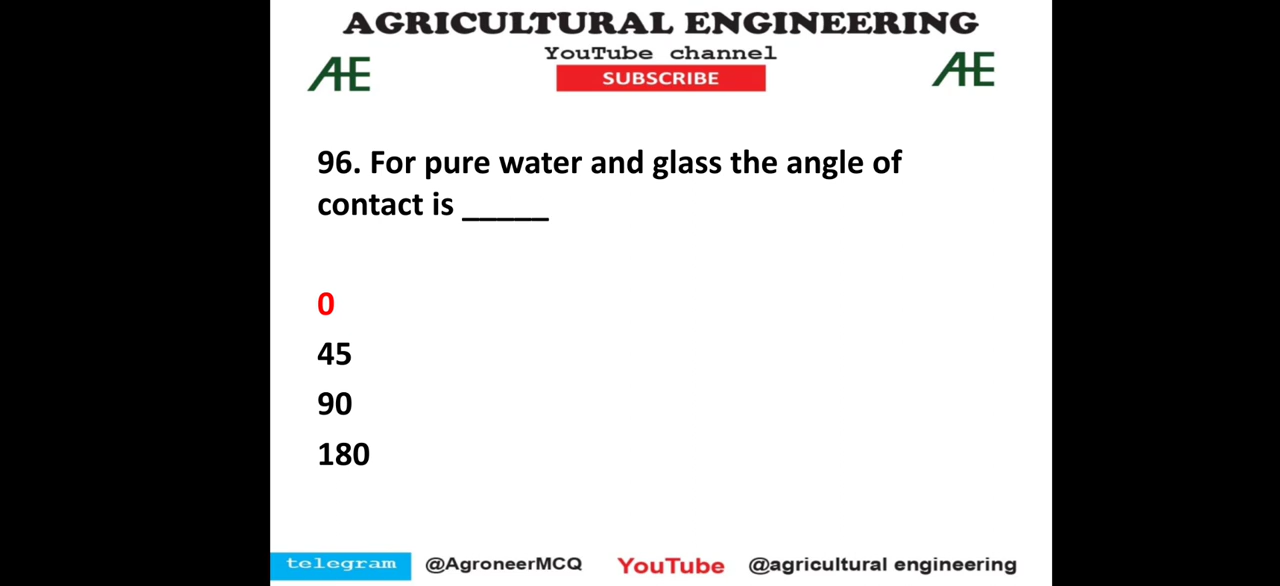 AGRICULTURAL ENGINEERING
YouTube channel
AE SUBSCRIBE AE
96. For pure water and glass the angle of
contact is _____
0
45
90
180
telegram @AgroneerMCQ YouTube @agricultural engineering